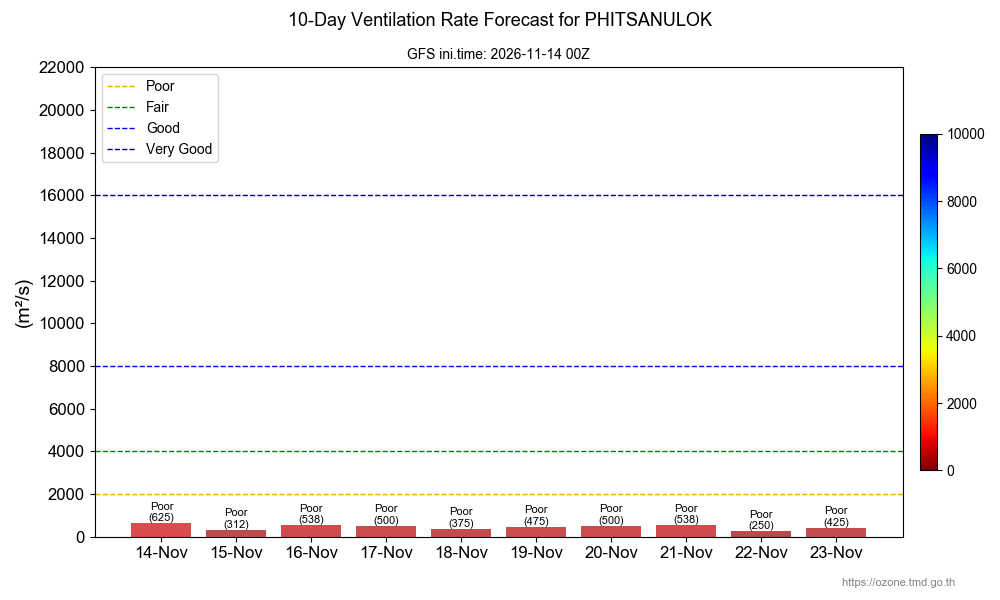 10-Day Ventilation Rate Forecast for PHITSANULOK
GFS ini.time: 2026-11-14 00Z
22000
20000
18000
16000
14000
12000
10000
8000
6000
4000
2000
0
(m²/s)
Poor
Fair
Good
Very Good
Poor
(625)
Poor
(312)
Poor
(538)
Poor
(500)
Poor
(375)
Poor
(475)
Poor
(500)
Poor
(538)
Poor
(250)
Poor
(425)
14-Nov 15-Nov 16-Nov 17-Nov 18-Nov 19-Nov 20-Nov 21-Nov 22-Nov 23-Nov
10000
8000
6000
4000
2000
0
https://ozone.tmd.go.th